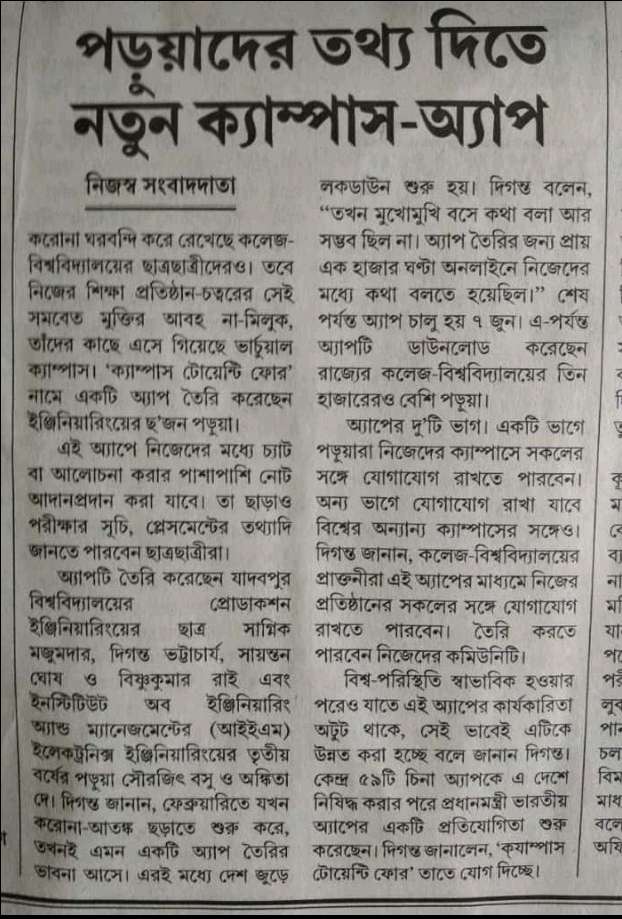 পড়ুয়াদের তথ্য দিতে
নতুন ক্যাম্পাস-অ্যাপ
নিজস্ব সংবাদদাতা
করোনা ঘরবন্দি করে রেখেছে কলেজ-
বিশ্ববিদ্যালয়ের ছাত্রছাত্রীদেরও। তবে
নিজের শিক্ষা প্রতিষ্ঠান-চত্বরের সেই
সমবেত মুক্তির আবহ না-মিলুক,
তাঁদের কাছে এসে গিয়েছে ভার্চুয়াল
ক্যাম্পাস। ‘ক্যাম্পাস টোয়েন্টি ফোর’
নামে একটি অ্যাপ তৈরি করেছেন
ইঞ্জিনিয়ারিংয়ের ছ’জন পড়ুয়া।
এই অ্যাপে নিজেদের মধ্যে চ্যাট
বা আলোচনা করার পাশাপাশি নোট
আদানপ্রদান করা যাবে। তা ছাড়াও
পরীক্ষার সূচি, প্লেসমেন্টের তথ্যাদি
জানতে পারবেন ছাত্রছাত্রীরা।
অ্যাপটি তৈরি করেছেন যাদবপুর
বিশ্ববিদ্যালয়ের প্রোডাকশন
ইঞ্জিনিয়ারিংয়ের ছাত্র সাগ্নিক
মজুমদার, দিগন্ত ভট্টাচার্য, সায়ন্তন
ঘোষ ও বিষ্ণুকুমার রাই এবং
ইনস্টিটিউট অব ইঞ্জিনিয়ারিং
অ্যান্ড ম্যানেজমেন্টের (আইইএম)
ইলেকট্রনিক্স ইঞ্জিনিয়ারিংয়ের তৃতীয়
বর্ষের পড়ুয়া সৌরজিৎ বসু ও অঙ্কিতা
দে। দিগন্ত জানান, ফেব্রুয়ারিতে যখন
করোনা-আতঙ্ক ছড়াতে শুরু করে,
তখনই এমন একটি অ্যাপ তৈরির
ভাবনা আসে। এরই মধ্যে দেশ জুড়ে
লকডাউন শুরু হয়। দিগন্ত বলেন,
“তখন মুখোমুখি বসে কথা বলা আর
সম্ভব ছিল না। অ্যাপ তৈরির জন্য প্রায়
এক হাজার ঘণ্টা অনলাইনে নিজেদের
মধ্যে কথা বলতে হয়েছিল।” শেষ
পর্যন্ত অ্যাপ চালু হয় ৭ জুন। এ-পর্যন্ত
অ্যাপটি ডাউনলোড করেছেন
রাজ্যের কলেজ-বিশ্ববিদ্যালয়ের তিন
হাজারেরও বেশি পড়ুয়া।
অ্যাপের দু’টি ভাগ। একটি ভাগে
পড়ুয়ারা নিজেদের ক্যাম্পাসে সকলের
সঙ্গে যোগাযোগ রাখতে পারবেন।
অন্য ভাগে যোগাযোগ রাখা যাবে
বিশ্বের অন্যান্য ক্যাম্পাসের সঙ্গেও।
দিগন্ত জানান, কলেজ-বিশ্ববিদ্যালয়ের
প্রাক্তনীরা এই অ্যাপের মাধ্যমে নিজের
প্রতিষ্ঠানের সকলের সঙ্গে যোগাযোগ
রাখতে পারবেন। তৈরি করতে
পারবেন নিজেদের কমিউনিটি।
বিশ্ব-পরিস্থিতি স্বাভাবিক হওয়ার
পরেও যাতে এই অ্যাপের কার্যকারিতা
অটুট থাকে, সেই ভাবেই এটিকে
উন্নত করা হচ্ছে বলে জানান দিগন্ত।
কেন্দ্র ৫৯টি চিনা অ্যাপকে এ দেশে
নিষিদ্ধ করার পরে প্রধানমন্ত্রী ভারতীয়
অ্যাপের একটি প্রতিযোগিতা শুরু
করেছেন। দিগন্ত জানালেন, ‘ক্যাম্পাস
টোয়েন্টি ফোর’ তাতে যোগ দিচ্ছে।